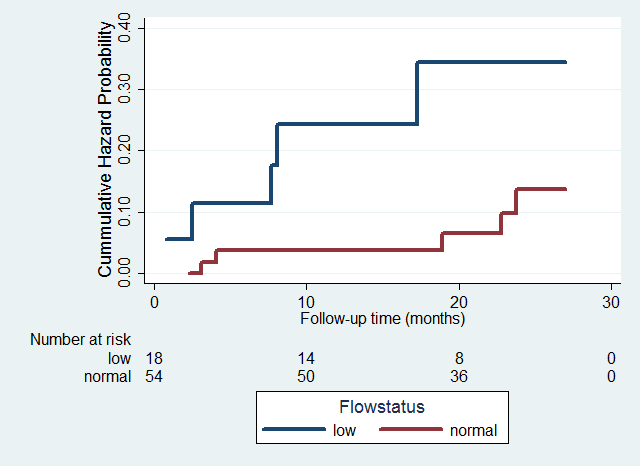 Cummulative Hazard Probability
0.40
0.30
0.20
0.10
0.00
0 10 20 30
Follow-up time (months)
Number at risk
low 18 14 8 0
normal 54 50 36 0
Flowstatus
low normal